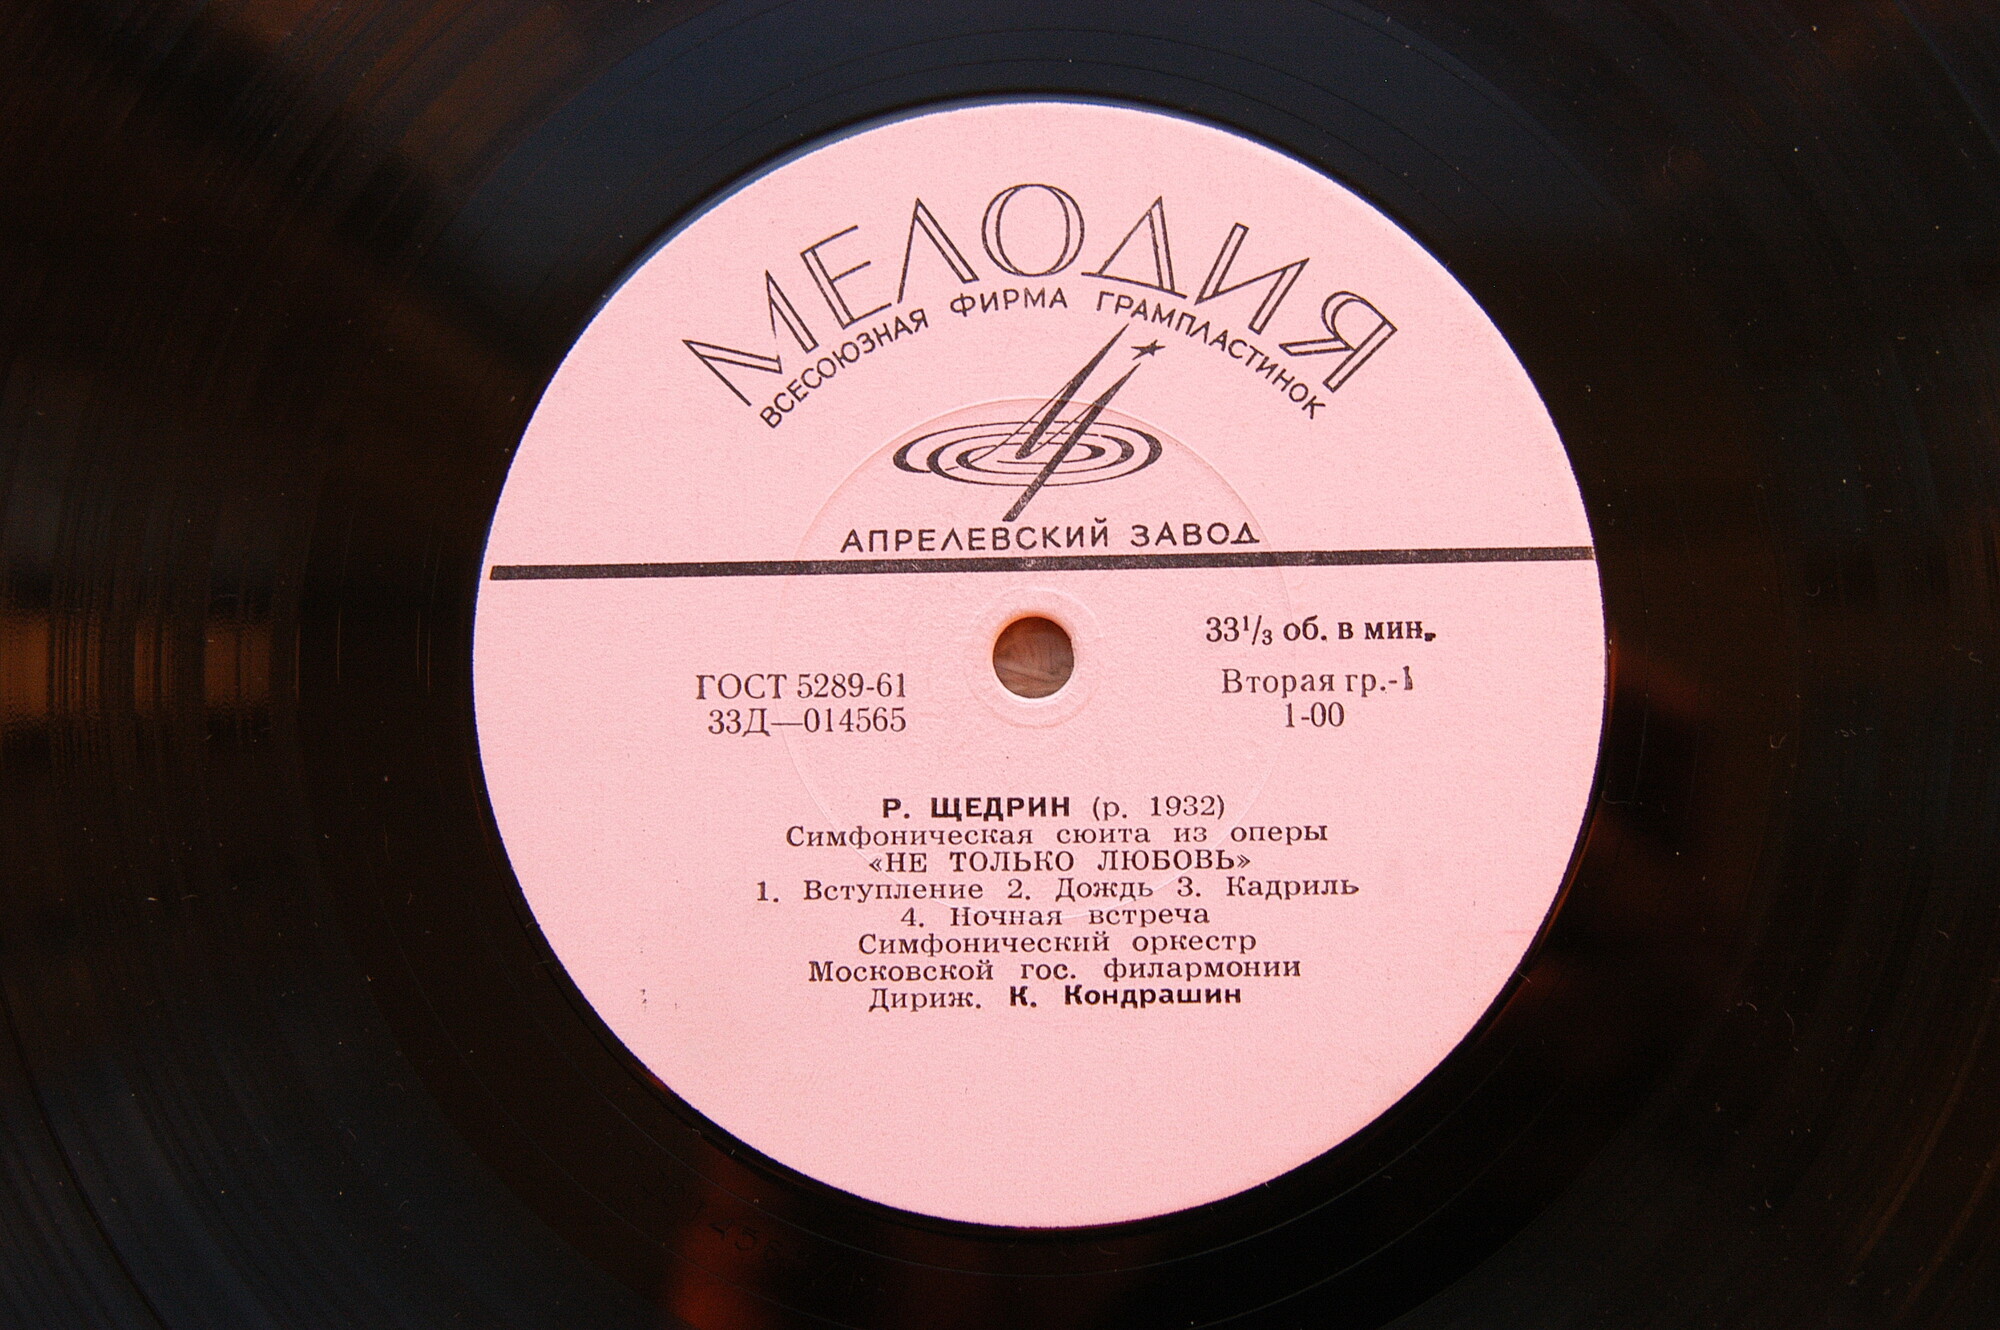 МЕЛОДИЯ
ВСЕСОЮЗНАЯ ФИРМА ГРАМПЛАСТИНОК
АПРЕЛЕВСКИЙ ЗАВОД
33¹/₃ об. в мин.
ГОСТ 5289-61
33Д—014565
Вторая гр.-1
1-00
Р. ЩЕДРИН (р. 1932)
Симфоническая сюита из оперы
«НЕ ТОЛЬКО ЛЮБОВЬ»
1. Вступление 2. Дождь 3. Кадриль
4. Ночная встреча
Симфонический оркестр
Московской гос. филармонии
Дириж. К. Кондрашин